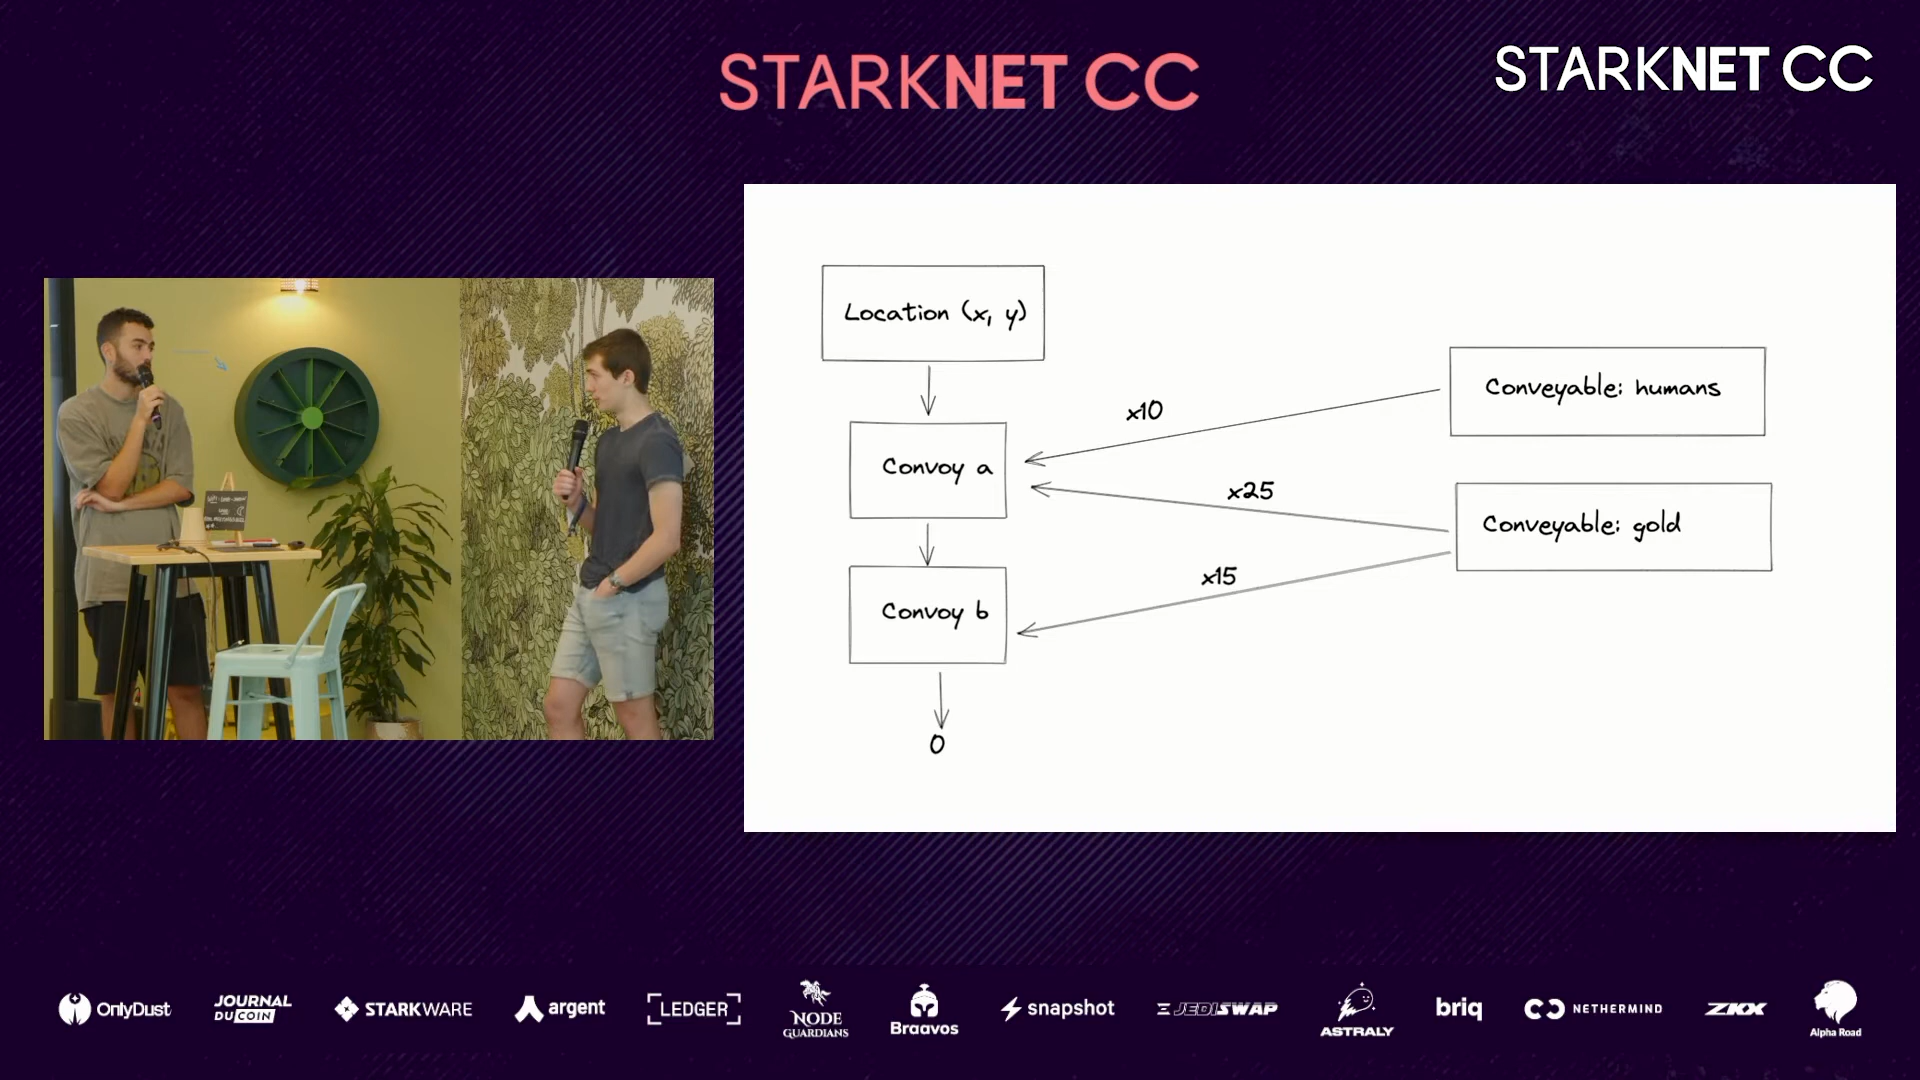 STARKNET CC
STARKNET CC
Location (x, y)
Conveyable: humans
x10
Convoy a
x25
Conveyable: gold
x15
Convoy b
0
OnlyDust
JOURNAL
DU COIN
STARKWARE
argent
LEDGER
NODE
GUARDIANS
Braavos
snapshot
JEDISWAP
ASTRALY
briq
NETHERMIND
ZKX
Alpha Road